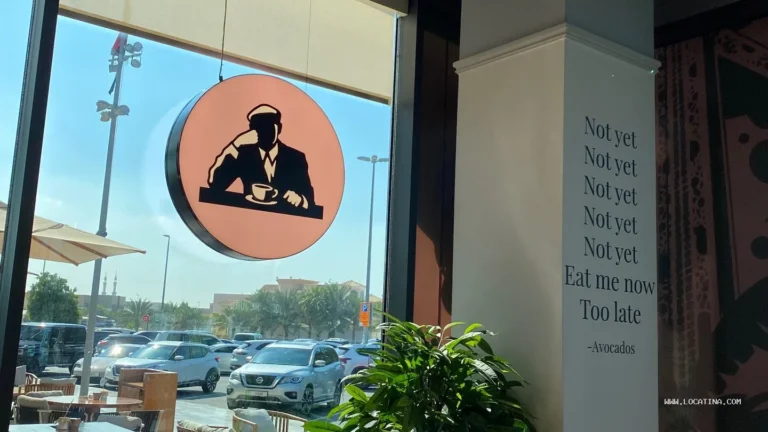 Not yet
Not yet
Not yet
Not yet
Not yet
Eat me now
Too late
-Avocados
WWW.LOCATINA.COM